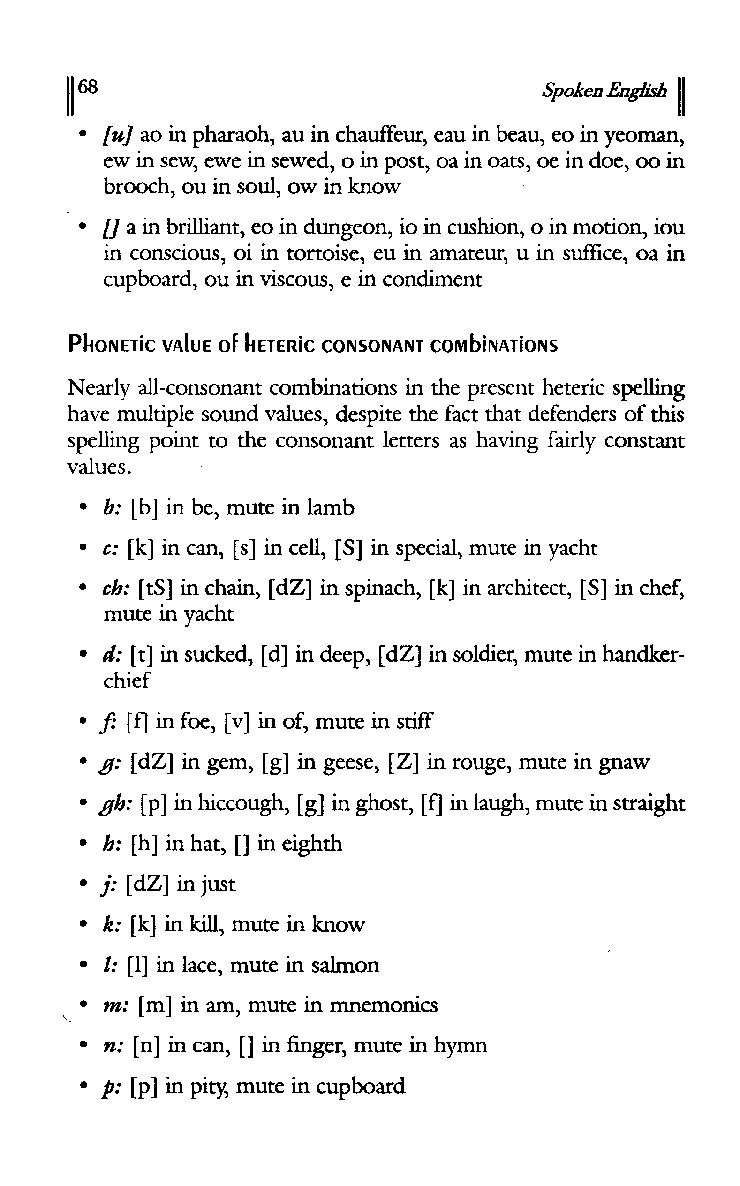 68 Spoken English
• [u] ao in pharaoh, au in chauffeur, eau in beau, eo in yeoman,
ew in sew, ewe in sewed, o in post, oa in oats, oe in doe, oo in
brooch, ou in soul, ow in know
• [] a in brilliant, eo in dungeon, io in cushion, o in motion, iou
in conscious, oi in tortoise, eu in amateur, u in suffice, oa in
cupboard, ou in viscous, e in condiment
Phonetic value of heteric consonant combinations
Nearly all-consonant combinations in the present heteric spelling
have multiple sound values, despite the fact that defenders of this
spelling point to the consonant letters as having fairly constant
values.
• b: [b] in be, mute in lamb
• c: [k] in can, [s] in cell, [S] in special, mute in yacht
• ch: [tS] in chain, [dZ] in spinach, [k] in architect, [S] in chef,
mute in yacht
• d: [t] in sucked, [d] in deep, [dZ] in soldier, mute in handker-
chief
• f: [f] in foe, [v] in of, mute in stiff
• g: [dZ] in gem, [g] in geese, [Z] in rouge, mute in gnaw
• gh: [p] in hiccough, [g] in ghost, [f] in laugh, mute in straight
• h: [h] in hat, [] in eighth
• j: [dZ] in just
• k: [k] in kill, mute in know
• l: [l] in lace, mute in salmon
• m: [m] in am, mute in mnemonics
• n: [n] in can, [] in finger, mute in hymn
• p: [p] in pity, mute in cupboard